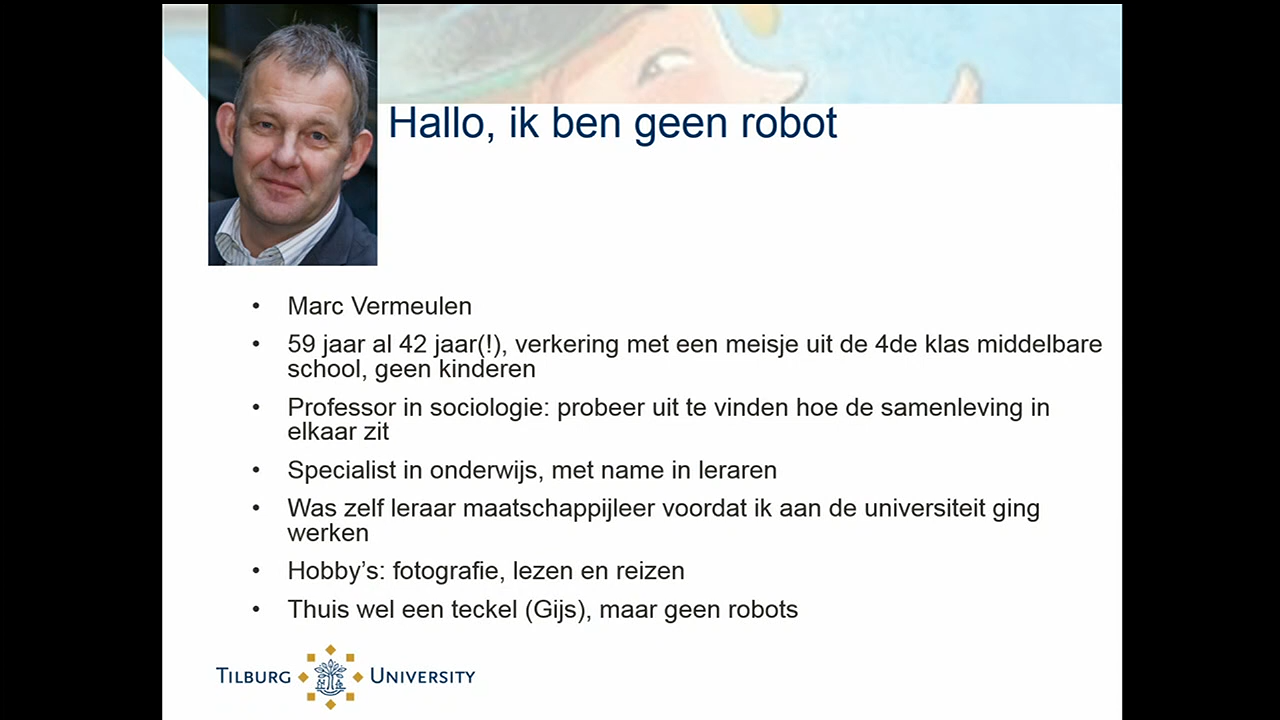 Hallo, ik ben geen robot
• Marc Vermeulen
• 59 jaar al 42 jaar(!), verkering met een meisje uit de 4de klas middelbare
school, geen kinderen
• Professor in sociologie: probeer uit te vinden hoe de samenleving in
elkaar zit
• Specialist in onderwijs, met name in leraren
• Was zelf leraar maatschappijleer voordat ik aan de universiteit ging
werken
• Hobby’s: fotografie, lezen en reizen
• Thuis wel een teckel (Gijs), maar geen robots
TILBURG UNIVERSITY